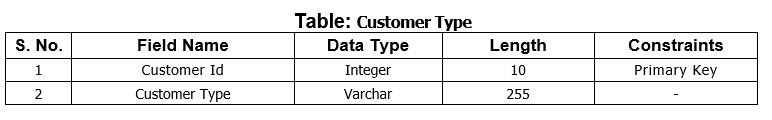 Table: Customer Type
S. No. Field Name Data Type Length Constraints
1 Customer Id Integer 10 Primary Key
2 Customer Type Varchar 255 -